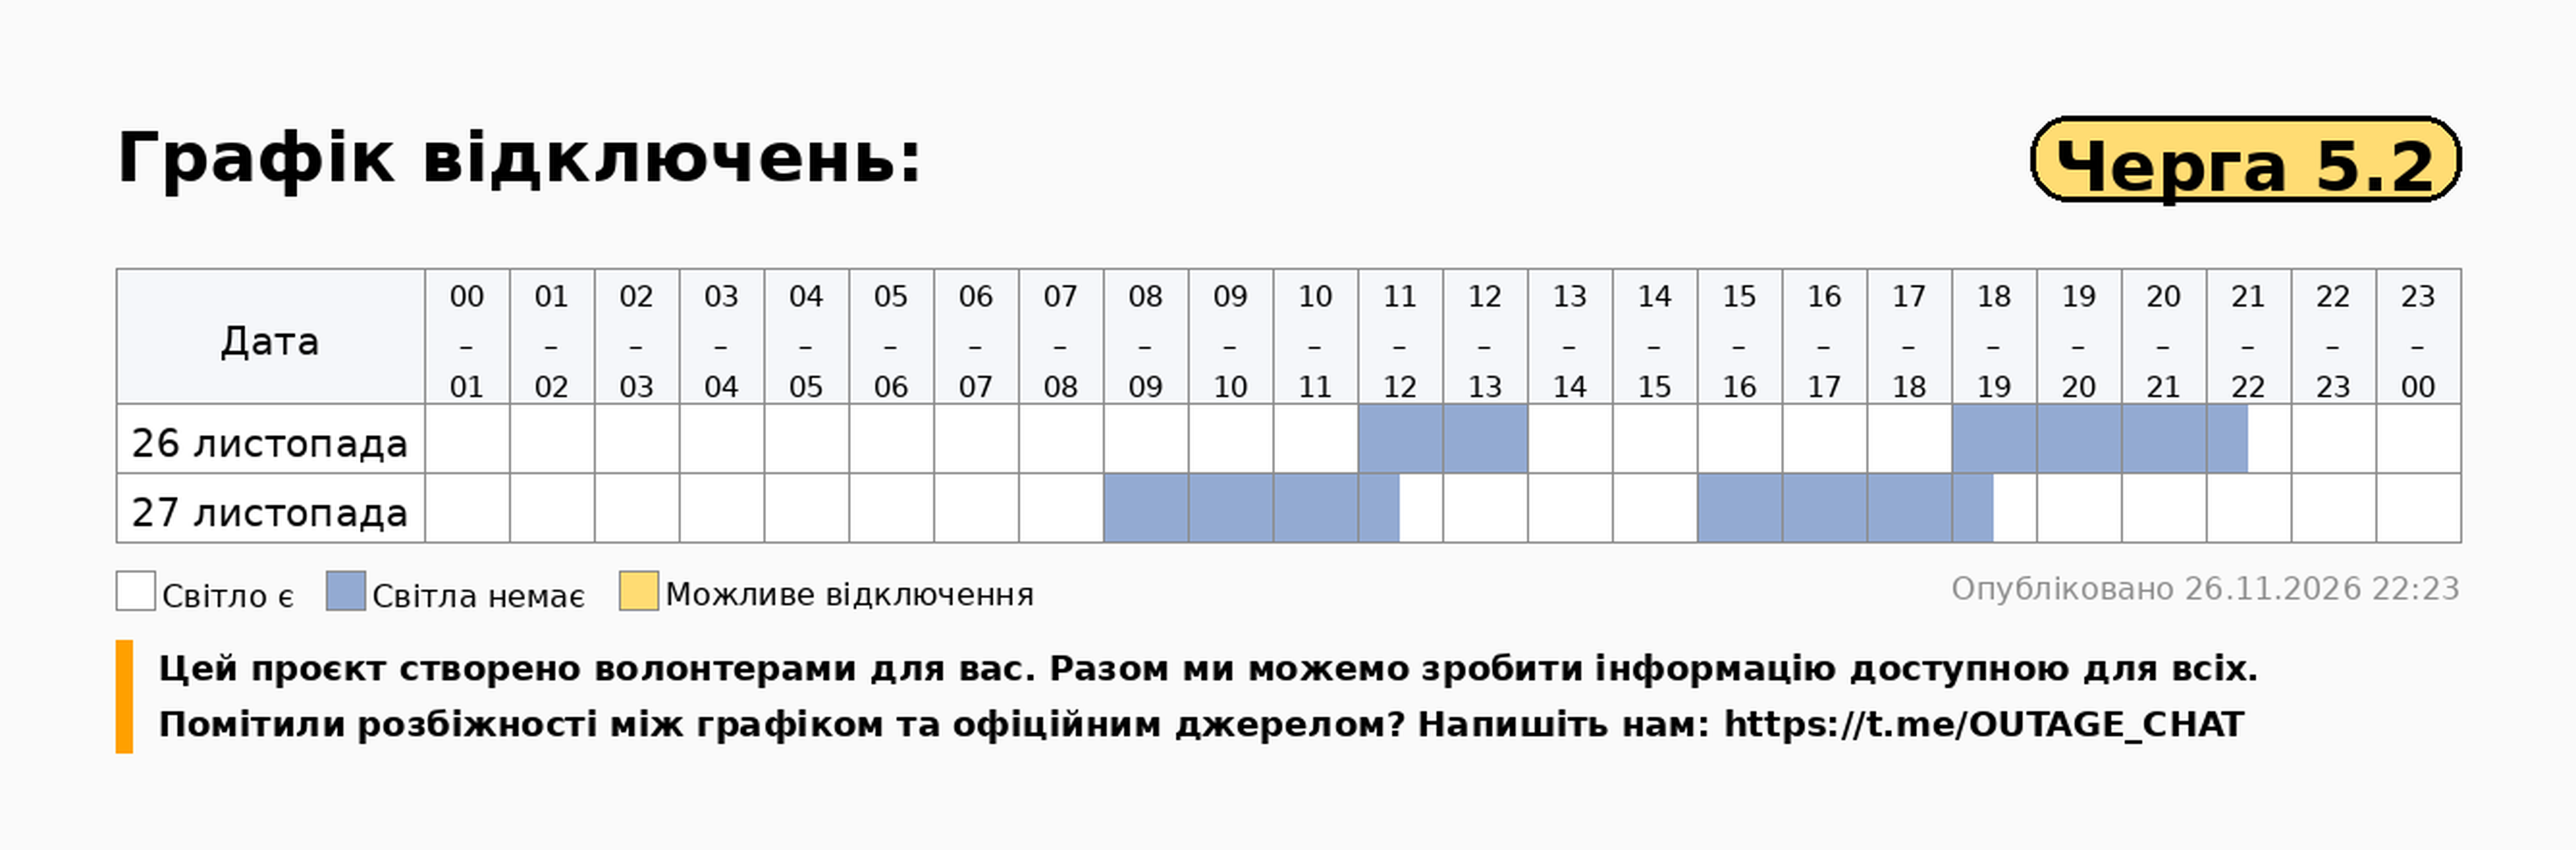 Графік відключень:
Черга 5.2
Дата 00 – 01 01 – 02 02 – 03 03 – 04 04 – 05 05 – 06 06 – 07 07 – 08 08 – 09 09 – 10 10 – 11 11 – 12 12 – 13 13 – 14 14 – 15 15 – 16 16 – 17 17 – 18 18 – 19 19 – 20 20 – 21 21 – 22 22 – 23 23 – 00
26 листопада
27 листопада
Світло є Світла немає Можливе відключення
Опубліковано 26.11.2026 22:23
Цей проєкт створено волонтерами для вас. Разом ми можемо зробити інформацію доступною для всіх.
Помітили розбіжності між графіком та офіційним джерелом? Напишіть нам: https://t.me/OUTAGE_CHAT